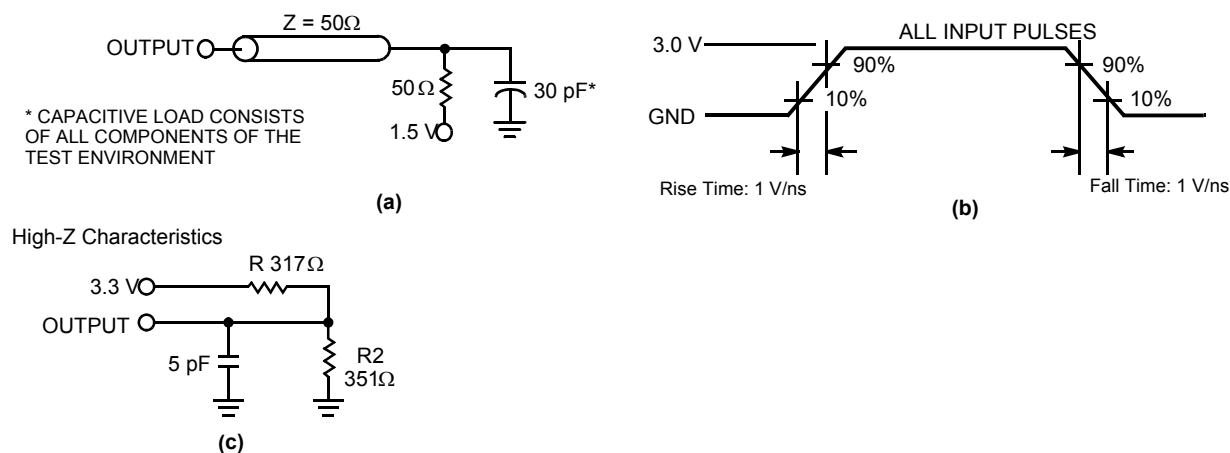 Z = 50Ω
OUTPUT
50Ω
30 pF*
1.5 V
* CAPACITIVE LOAD CONSISTS
OF ALL COMPONENTS OF THE
TEST ENVIRONMENT
(a)
ALL INPUT PULSES
3.0 V
90%
10%
GND
90%
10%
Rise Time: 1 V/ns
Fall Time: 1 V/ns
(b)
High-Z Characteristics
R 317Ω
3.3 V
OUTPUT
5 pF
R2
351Ω
(c)